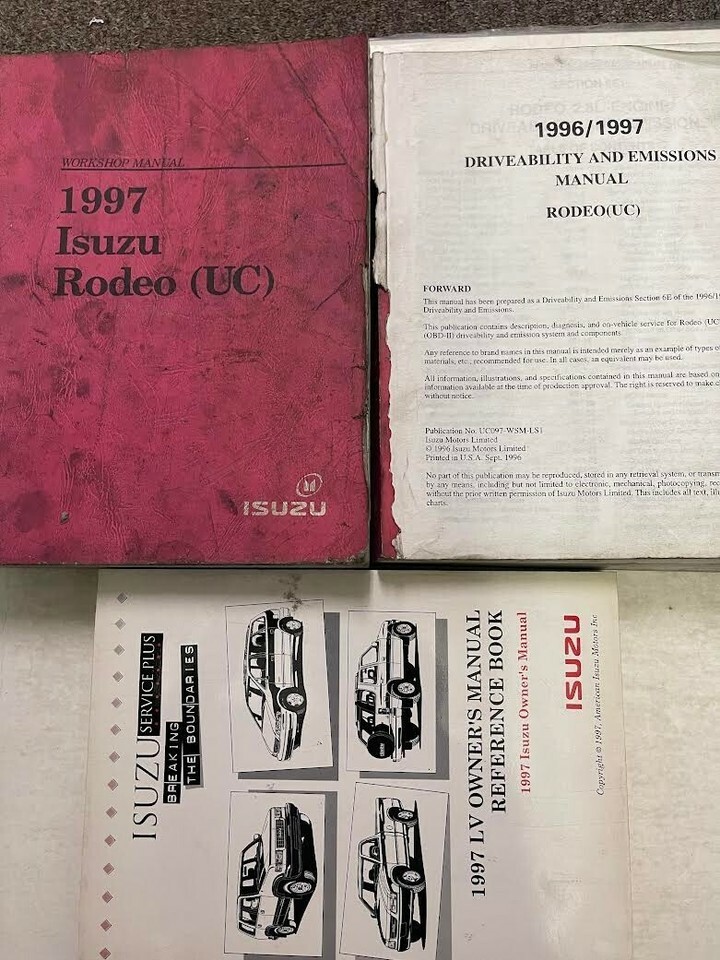 WORKSHOP MANUAL
1997
Isuzu
Rodeo (UC)
ISUZU
1996/1997
DRIVEABILITY AND EMISSIONS
MANUAL
RODEO(UC)
FORWARD
This manual has been prepared as a Driveability and Emissions Section 6E of the 1996/19
Driveability and Emissions.
This publication contains description, diagnosis, and on-vehicle service for Rodeo (UC
(OBD-II) driveability and emission system and components.
Any reference to brand names in this manual is intended merely as an example of types o
materials, etc., recommended for use. In all cases, an equivalent may be used.
All information, illustrations, and specifications contained in this manual are based on
information available at the time of production approval. The right is reserved to make c
without notice.
Publication No. UC097-WSM-LS1
Isuzu Motors Limited
© 1996 Isuzu Motors Limited
Printed in U.S.A. Sept. 1996
No part of this publication may be reproduced, stored in any retrieval system, or transm
by any means, including but not limited to electronic, mechanical, photocopying, rec
without the prior written permission of Isuzu Motors Limited. This includes all text, ill
charts.
ISUZU SERVICE PLUS
BREAKING
THE BOUNDARIES
1997 LV OWNER'S MANUAL
REFERENCE BOOK
1997 Isuzu Owner's Manual
ISUZU
Copyright © 1997, American Isuzu Motors Inc